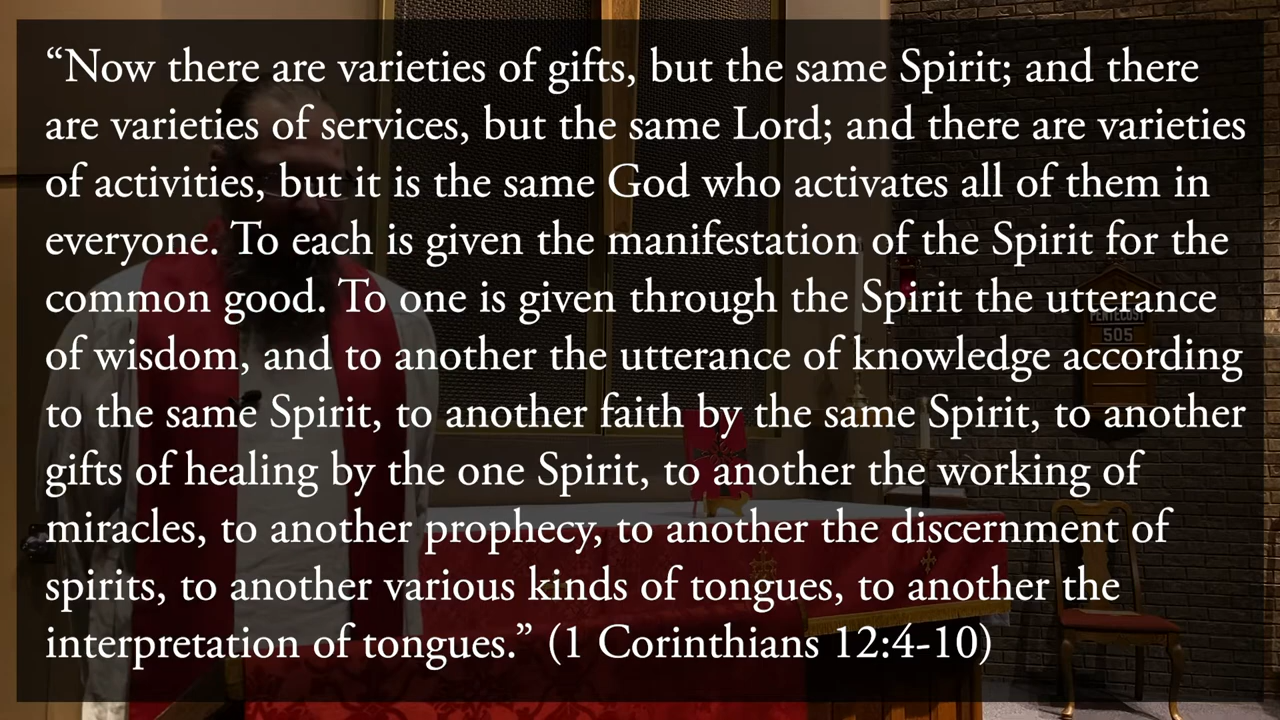 “Now there are varieties of gifts, but the same Spirit; and there
are varieties of services, but the same Lord; and there are varieties
of activities, but it is the same God who activates all of them in
everyone. To each is given the manifestation of the Spirit for the
common good. To one is given through the Spirit the utterance
of wisdom, and to another the utterance of knowledge according
to the same Spirit, to another faith by the same Spirit, to another
gifts of healing by the one Spirit, to another the working of
miracles, to another prophecy, to another the discernment of
spirits, to another various kinds of tongues, to another the
interpretation of tongues.” (1 Corinthians 12:4-10)
PENTECOST
505